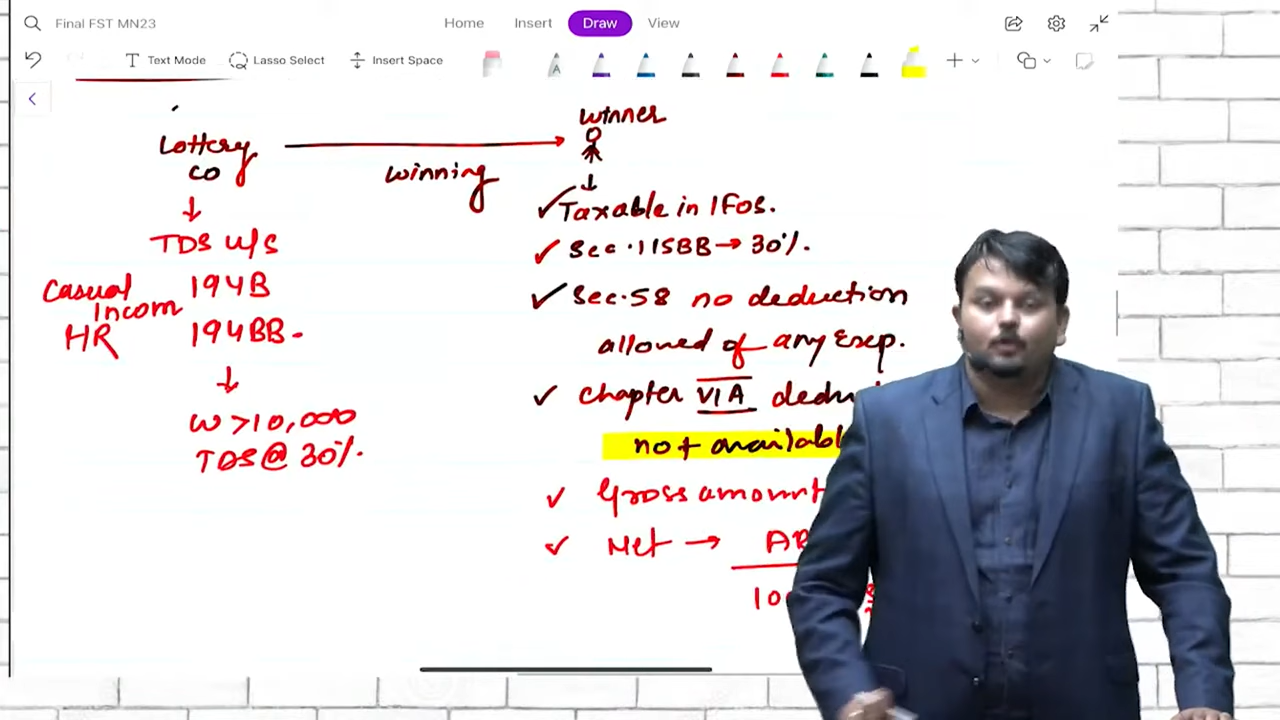 Final FST MN23
Home Insert Draw View
Text Mode Lasso Select Insert Space
winner
Lottery
co
winning
Taxable in IFOS.
TDS u/s
Sec.115BB → 30%.
Casual
Incom
194B
Sec.58 no deduction
HR
194BB
allowed of any Exep.
Chapter VIA
W > 10,000
TDS @ 30%.
not
Gross amount
Net →